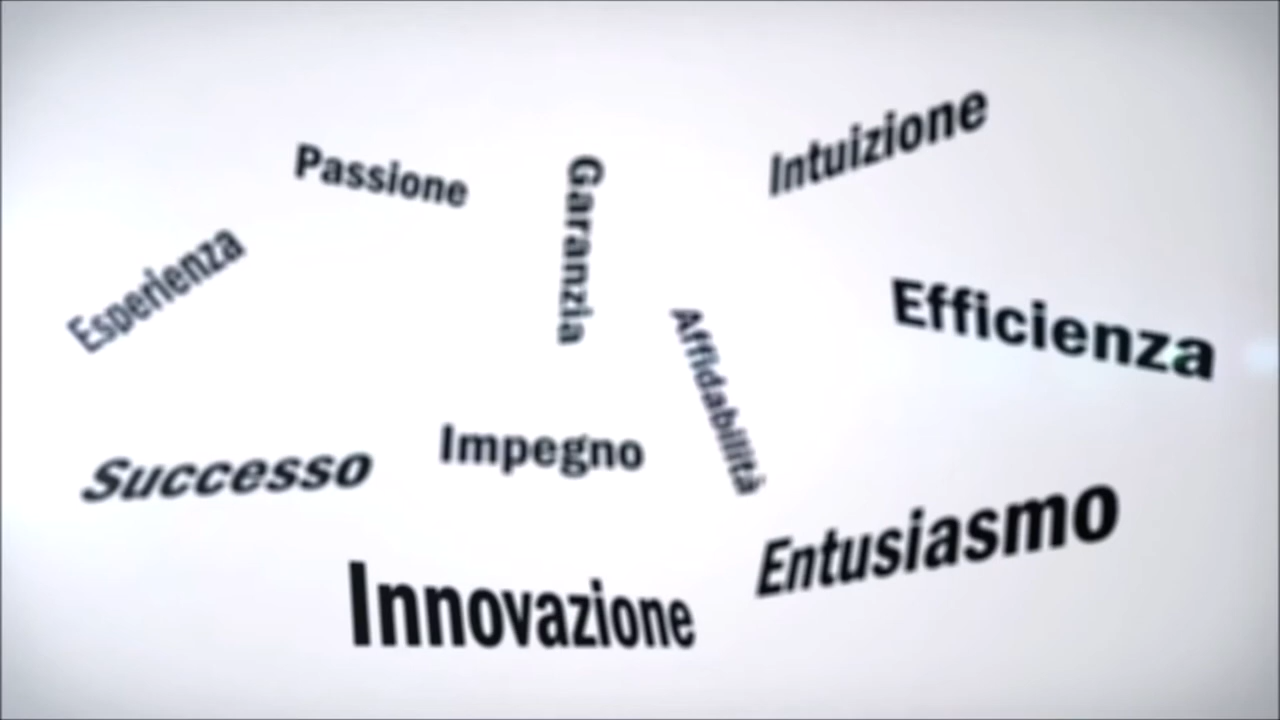 Passione
Garanzia
Intuizione
Esperienza
Efficienza
Affidabilità
Successo
Impegno
Entusiasmo
Innovazione